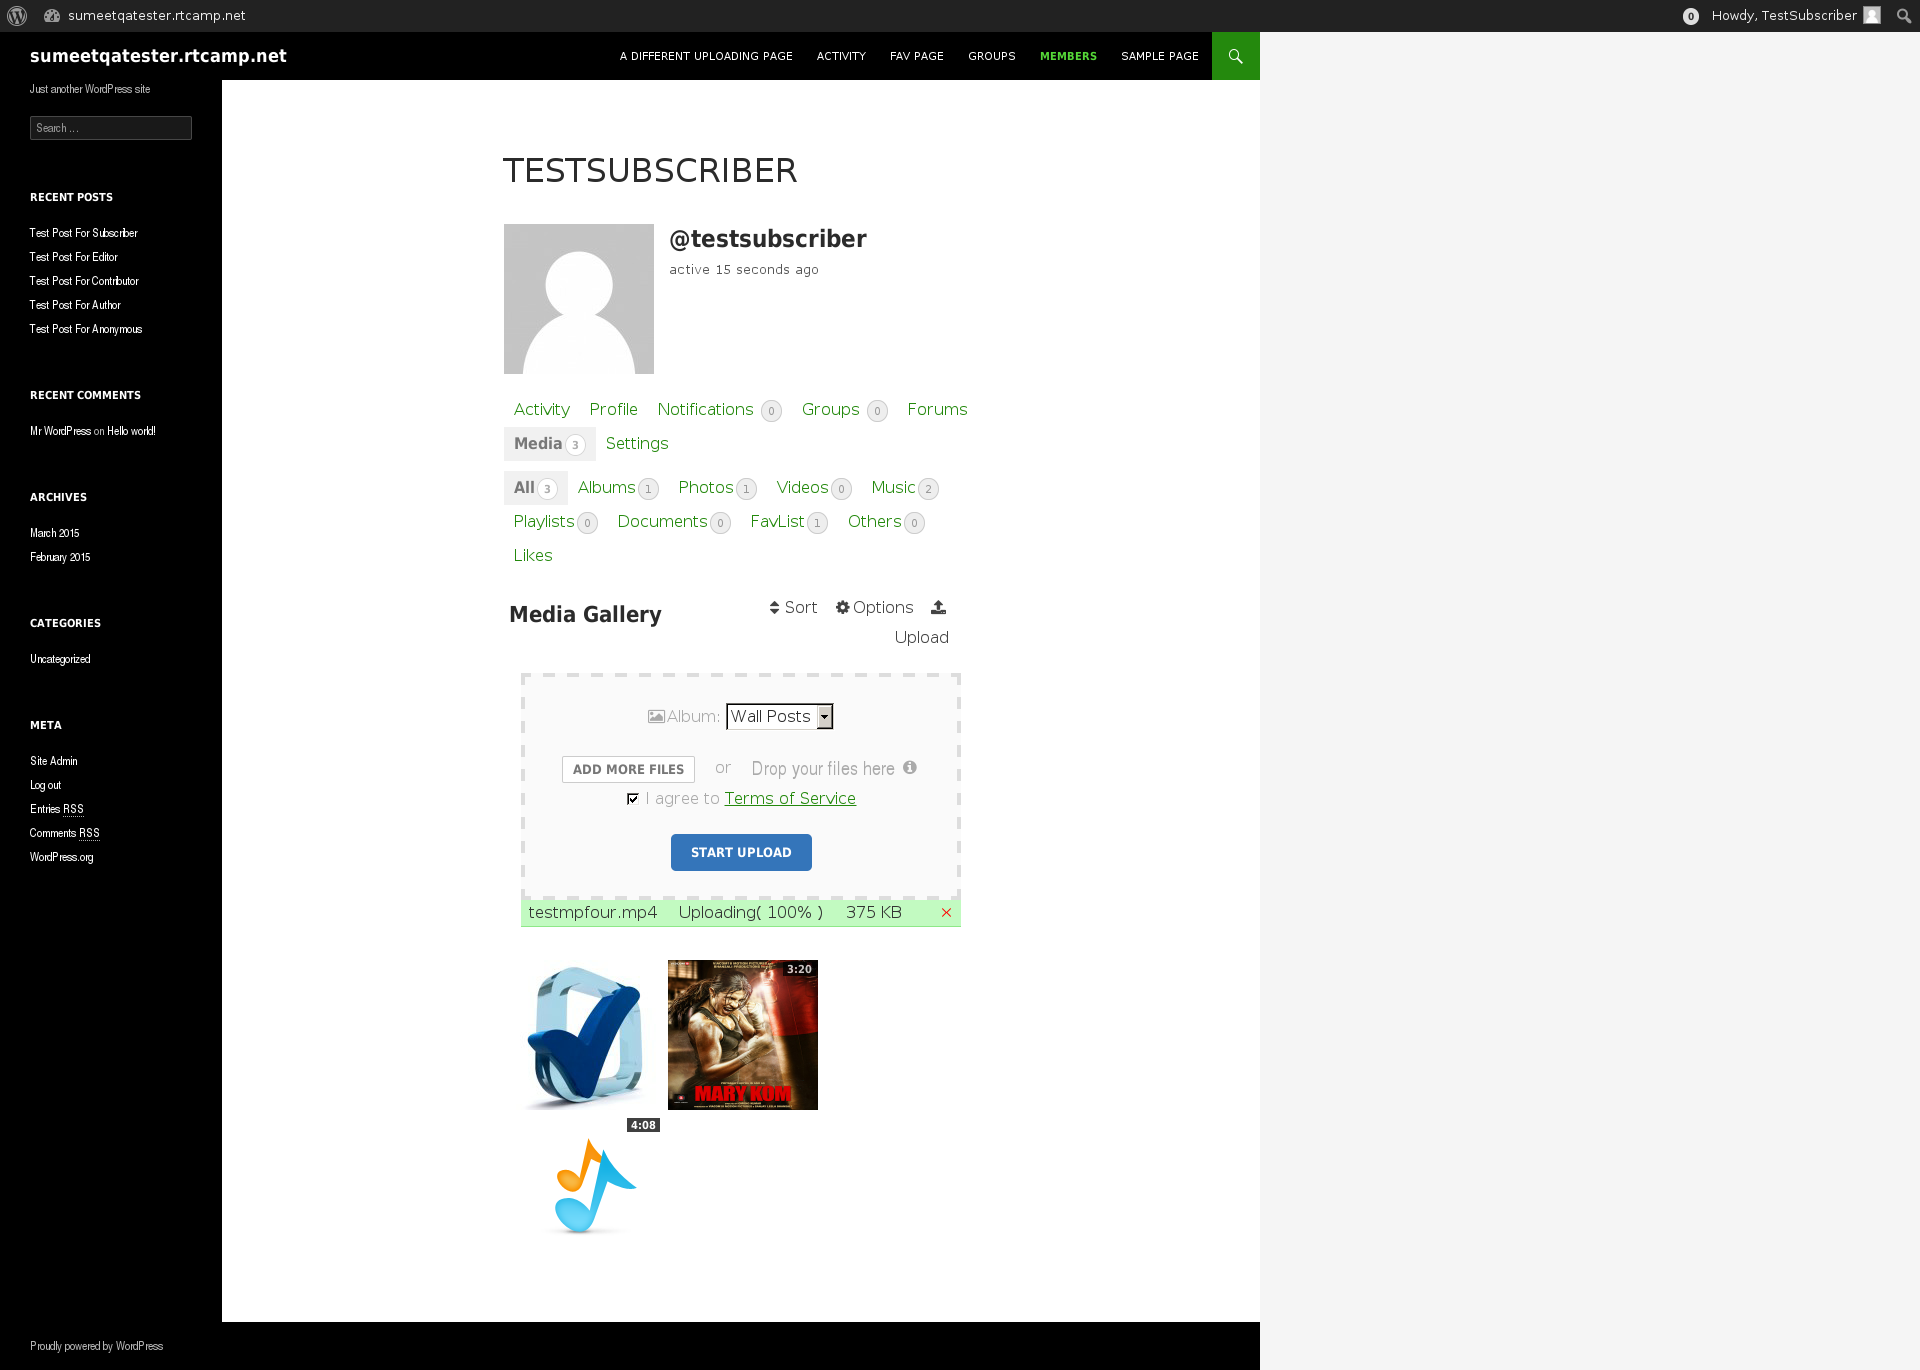 sumeetqatester.rtcamp.net
0 Howdy, TestSubscriber
sumeetqatester.rtcamp.net
A DIFFERENT UPLOADING PAGE ACTIVITY FAV PAGE GROUPS MEMBERS SAMPLE PAGE
Just another WordPress site
Search ...
RECENT POSTS
Test Post For Subscriber
Test Post For Editor
Test Post For Contributor
Test Post For Author
Test Post For Anonymous
RECENT COMMENTS
Mr WordPress on Hello world!
ARCHIVES
March 2015
February 2015
CATEGORIES
Uncategorized
META
Site Admin
Log out
Entries RSS
Comments RSS
WordPress.org
TESTSUBSCRIBER
@testsubscriber
active 15 seconds ago
Activity Profile Notifications 0 Groups 0 Forums
Media 3 Settings
All 3 Albums 1 Photos 1 Videos 0 Music 2
Playlists 0 Documents 0 FavList 1 Others 0
Likes
Media Gallery
Sort Options
Upload
Album: Wall Posts
ADD MORE FILES or Drop your files here
I agree to Terms of Service
START UPLOAD
testmpfour.mp4 Uploading( 100% ) 375 KB
3:20
MARY KOM
4:08
Proudly powered by WordPress